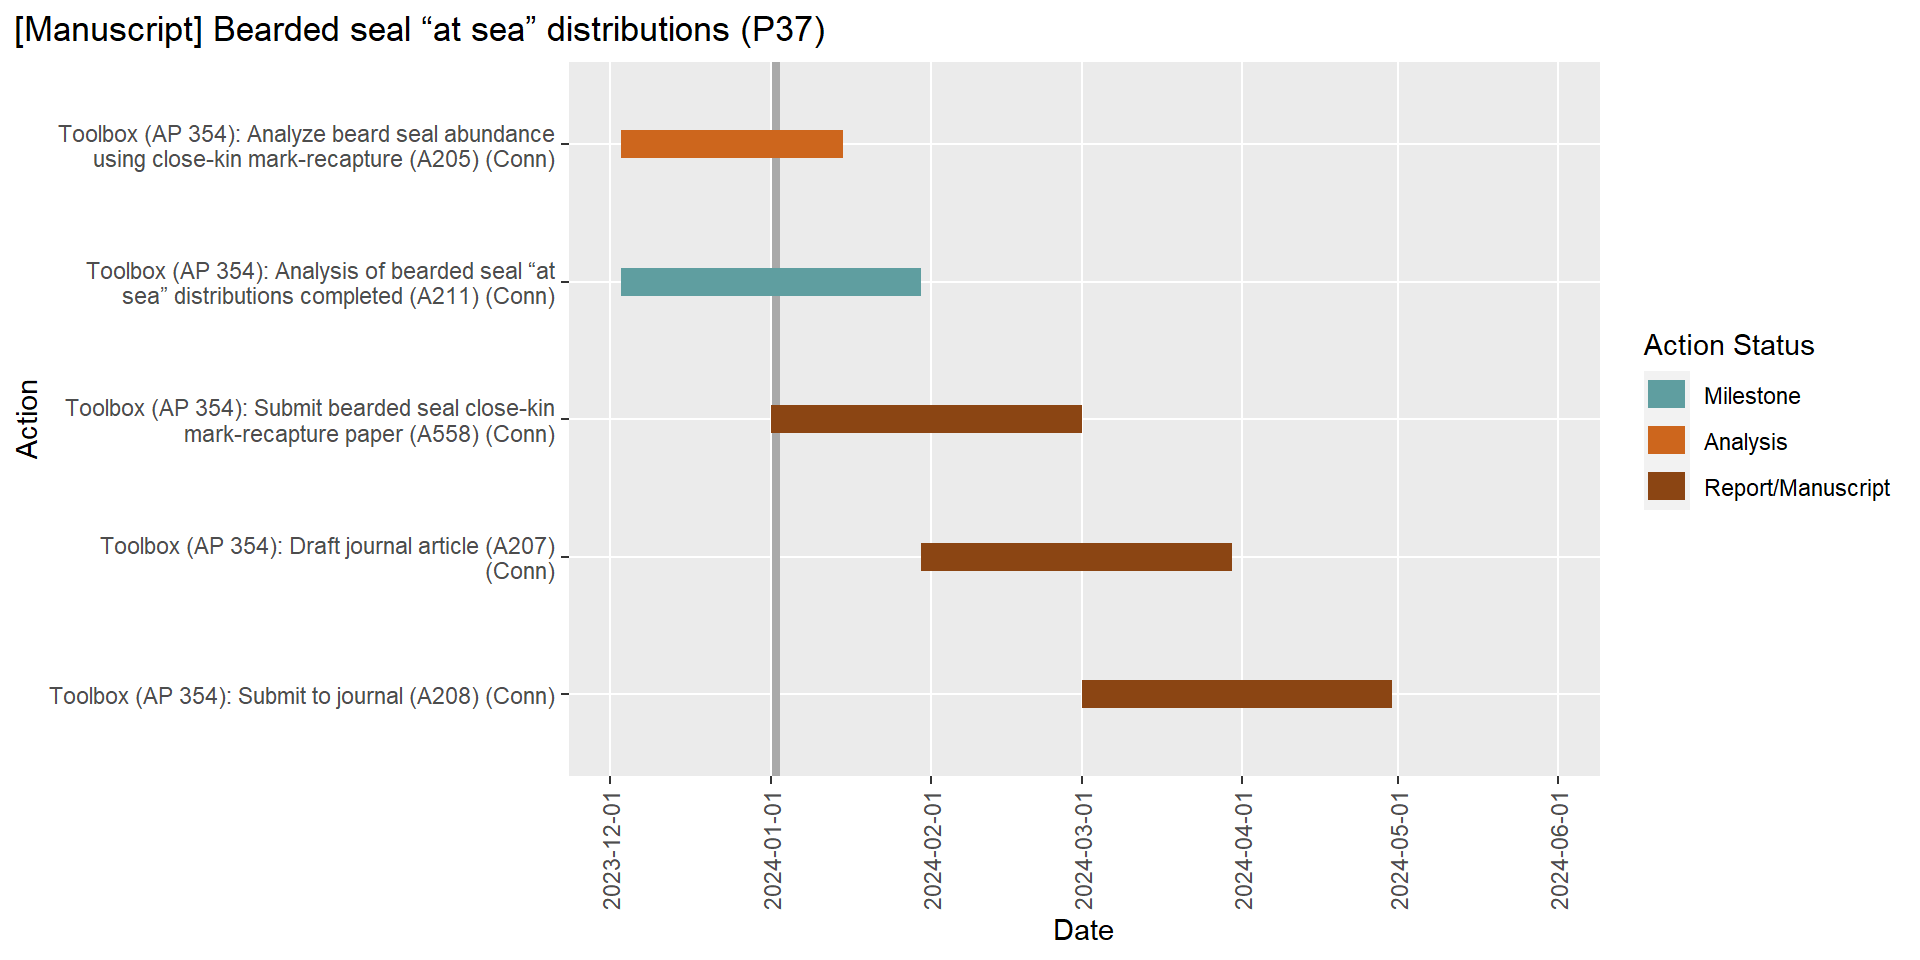 [Manuscript] Bearded seal “at sea” distributions (P37)
Toolbox (AP 354): Analyze beard seal abundance
using close-kin mark-recapture (A205) (Conn)
Toolbox (AP 354): Analysis of bearded seal “at
sea” distributions completed (A211) (Conn)
Toolbox (AP 354): Submit bearded seal close-kin
mark-recapture paper (A558) (Conn)
Toolbox (AP 354): Draft journal article (A207)
(Conn)
Toolbox (AP 354): Submit to journal (A208) (Conn)
Action
2023-12-01
2024-01-01
2024-02-01
2024-03-01
2024-04-01
2024-05-01
2024-06-01
Date
Action Status
Milestone
Analysis
Report/Manuscript